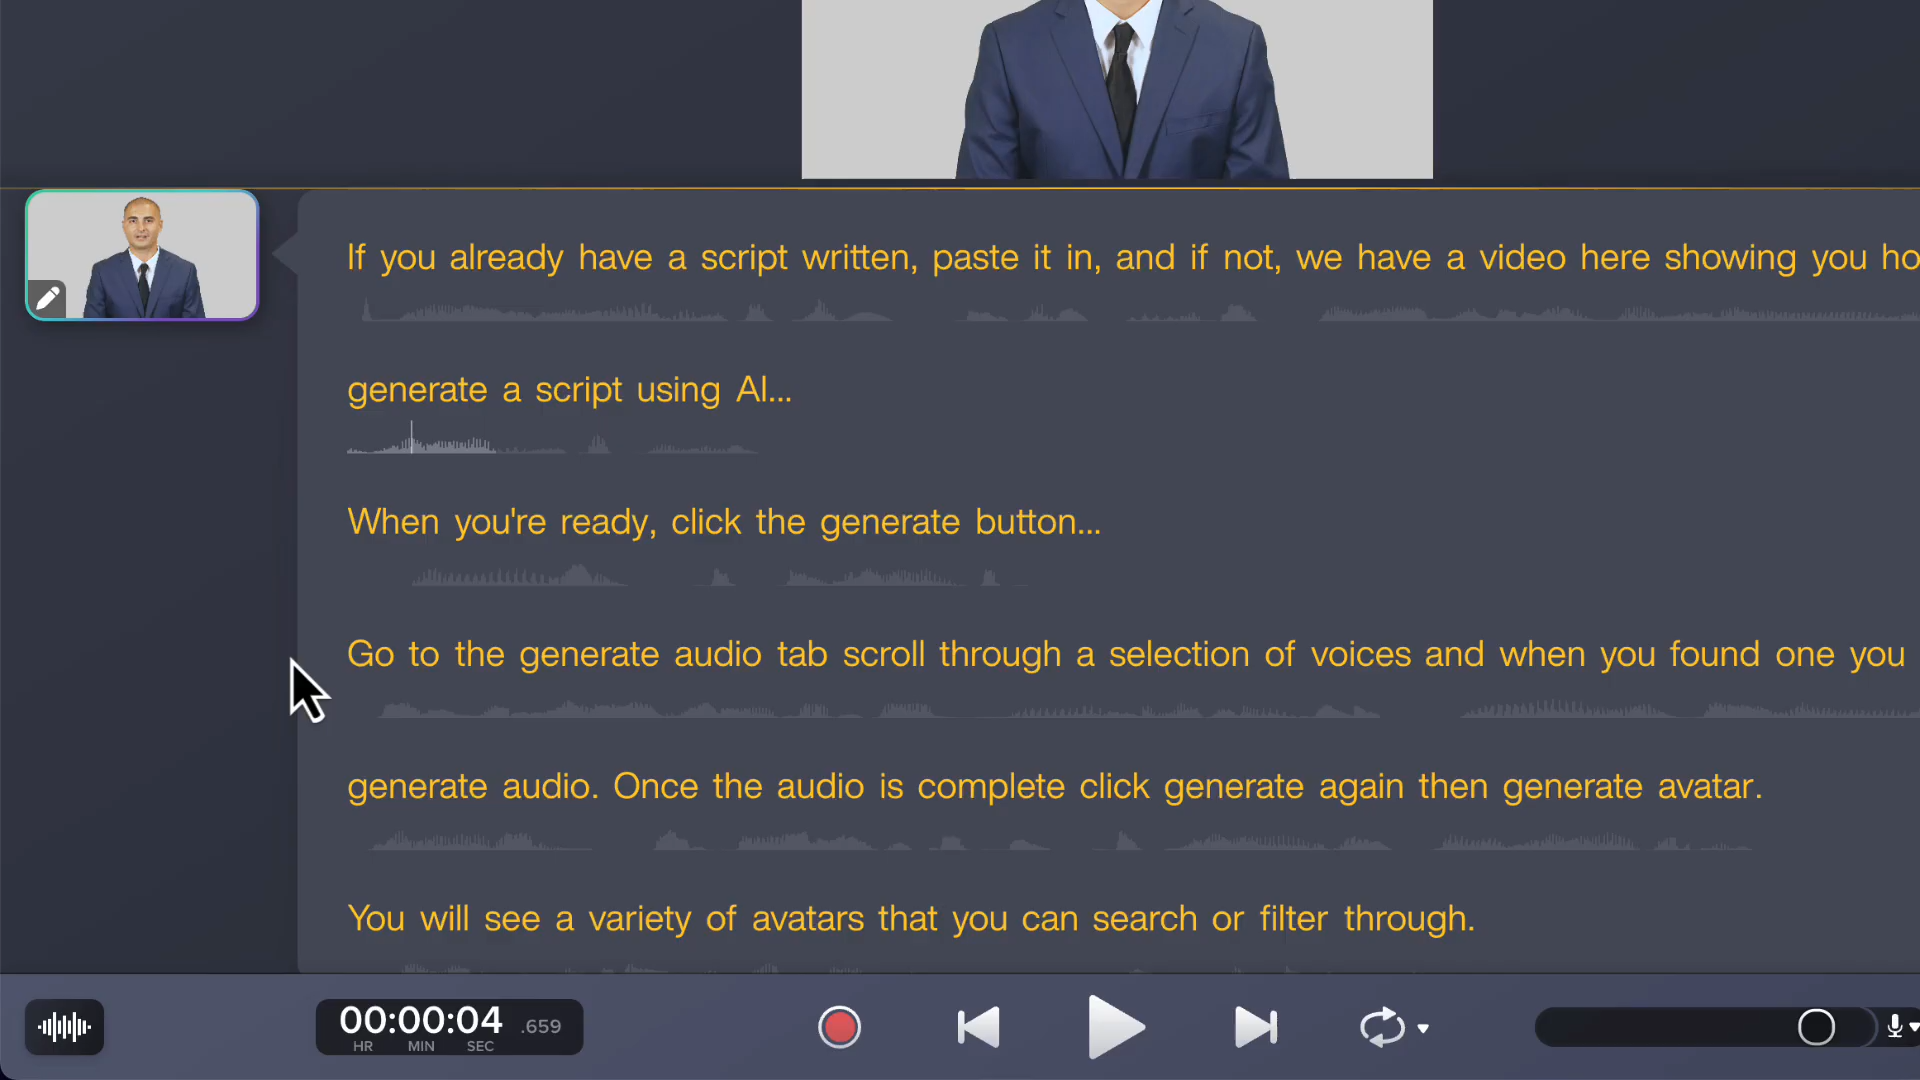 If you already have a script written, paste it in, and if not, we have a video here showing you ho
generate a script using AI...
When you're ready, click the generate button...
Go to the generate audio tab scroll through a selection of voices and when you found one you
generate audio. Once the audio is complete click generate again then generate avatar.
You will see a variety of avatars that you can search or filter through.
00:00:04 .659
HR MIN SEC